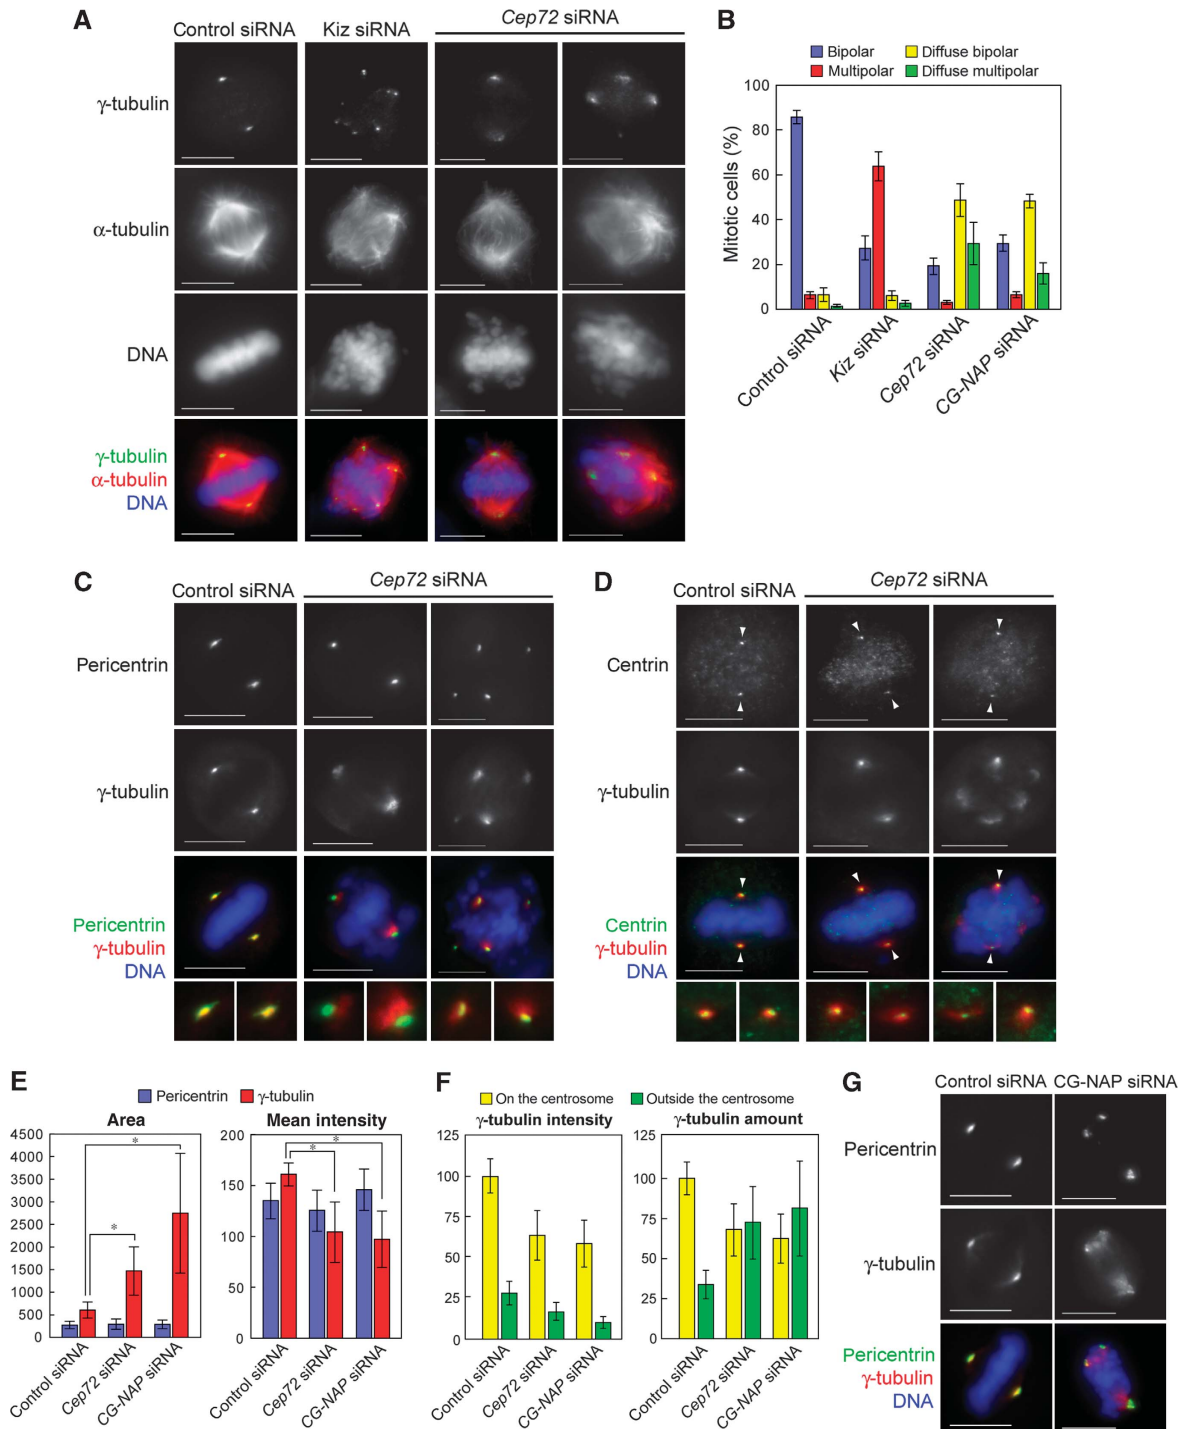 A
Control siRNA
Kiz siRNA
Cep72 siRNA
γ-tubulin
α-tubulin
DNA
γ-tubulin
α-tubulin
DNA
B
Bipolar
Diffuse bipolar
Multipolar
Diffuse multipolar
Mitotic cells (%)
100
80
60
40
20
0
Control siRNA
Kiz siRNA
Cep72 siRNA
CG-NAP siRNA
C
Control siRNA
Cep72 siRNA
Pericentrin
γ-tubulin
Pericentrin
γ-tubulin
DNA
D
Control siRNA
Cep72 siRNA
Centrin
γ-tubulin
Centrin
γ-tubulin
DNA
E
Pericentrin
γ-tubulin
Area
4500
4000
3500
3000
2500
2000
1500
1000
500
0
*
*
Control siRNA
Cep72 siRNA
CG-NAP siRNA
Mean intensity
200
150
100
50
0
*
*
Control siRNA
Cep72 siRNA
CG-NAP siRNA
F
On the centrosome
Outside the centrosome
γ-tubulin intensity
125
100
75
50
25
0
Control siRNA
Cep72 siRNA
CG-NAP siRNA
γ-tubulin amount
125
100
75
50
25
0
Control siRNA
Cep72 siRNA
CG-NAP siRNA
G
Control siRNA
CG-NAP siRNA
Pericentrin
γ-tubulin
Pericentrin
γ-tubulin
DNA